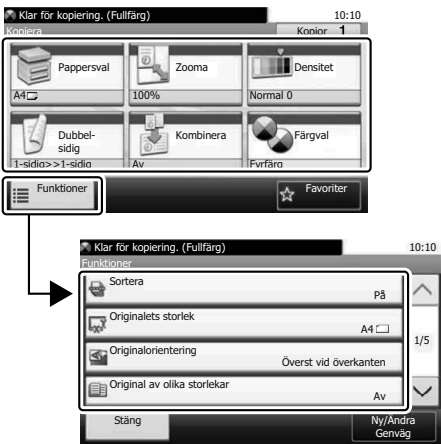 Klar för kopiering. (Fullfärg) 10:10
Kopiera Kopior 1
Pappersval Zooma Densitet
A4 100% Normal 0
Dubbel-
sidig Kombinera Färgval
1-sidig>>1-sidig Av Fyrfärg
Funktioner Favoriter
Klar för kopiering. (Fullfärg) 10:10
Funktioner
Sortera
På
Originalets storlek
A4
1/5
Originalorientering
Överst vid överkanten
Original av olika storlekar
Av
Stäng Ny/Ändra
Genväg